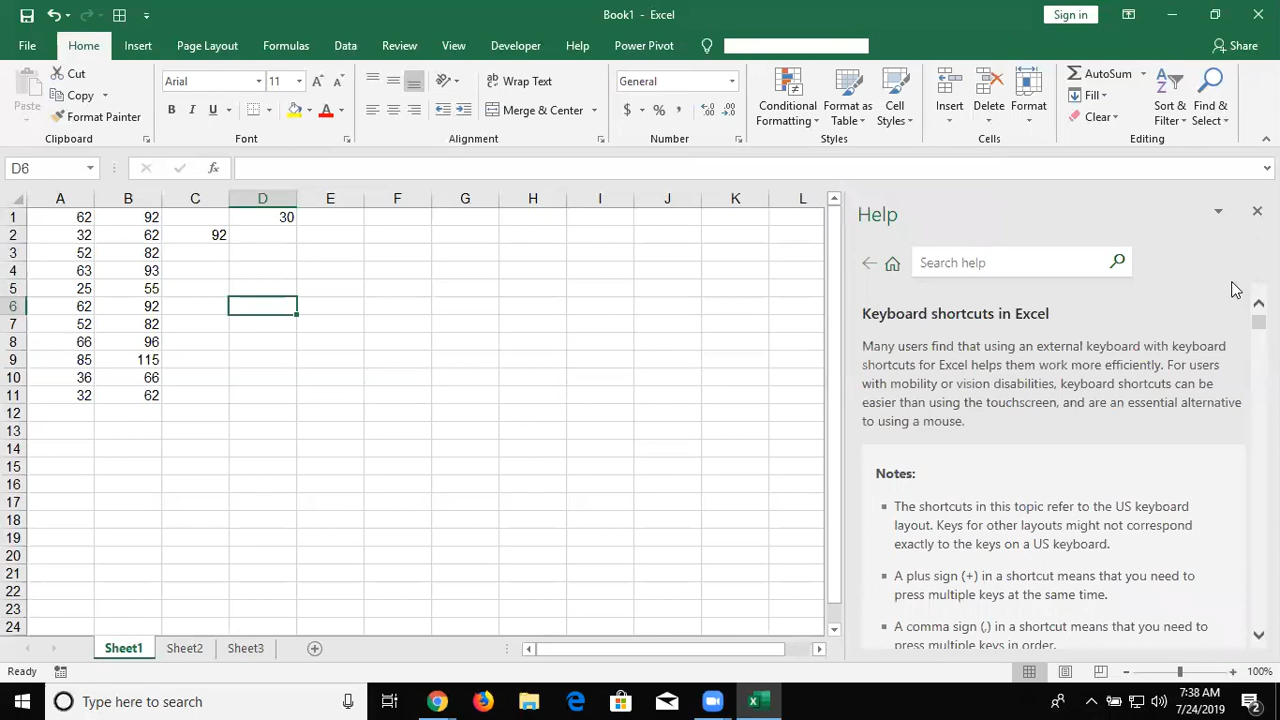 Book1 - Excel
Sign in
File Home Insert Page Layout Formulas Data Review View Developer Help Power Pivot Share
Paste
Cut
Copy
Format Painter
Arial 11
B I U
Wrap Text
Merge & Center
General
$ % ,
Conditional Formatting
Format as Table
Cell Styles
Insert
Delete
Format
AutoSum
Fill
Clear
Sort & Filter
Find & Select
Clipboard Font Alignment Number Styles Cells Editing
D6 fx
A B C D E F G H I J K L
1 62 92 30
2 32 62 92
3 52 82
4 63 93
5 25 55
6 62 92
7 52 82
8 66 96
9 85 115
10 36 66
11 32 62
12
13
14
15
16
17
18
19
20
21
22
23
24
Help
Search help
Keyboard shortcuts in Excel
Many users find that using an external keyboard with keyboard
shortcuts for Excel helps them work more efficiently. For users
with mobility or vision disabilities, keyboard shortcuts can be
easier than using the touchscreen, and are an essential alternative
to using a mouse.
Notes:
The shortcuts in this topic refer to the US keyboard
layout. Keys for other layouts might not correspond
exactly to the keys on a US keyboard.
A plus sign (+) in a shortcut means that you need to
press multiple keys at the same time.
A comma sign (,) in a shortcut means that you need to
press multiple keys in order.
Sheet1 Sheet2 Sheet3
Ready 100%
Type here to search
7:38 AM
7/24/2019
2